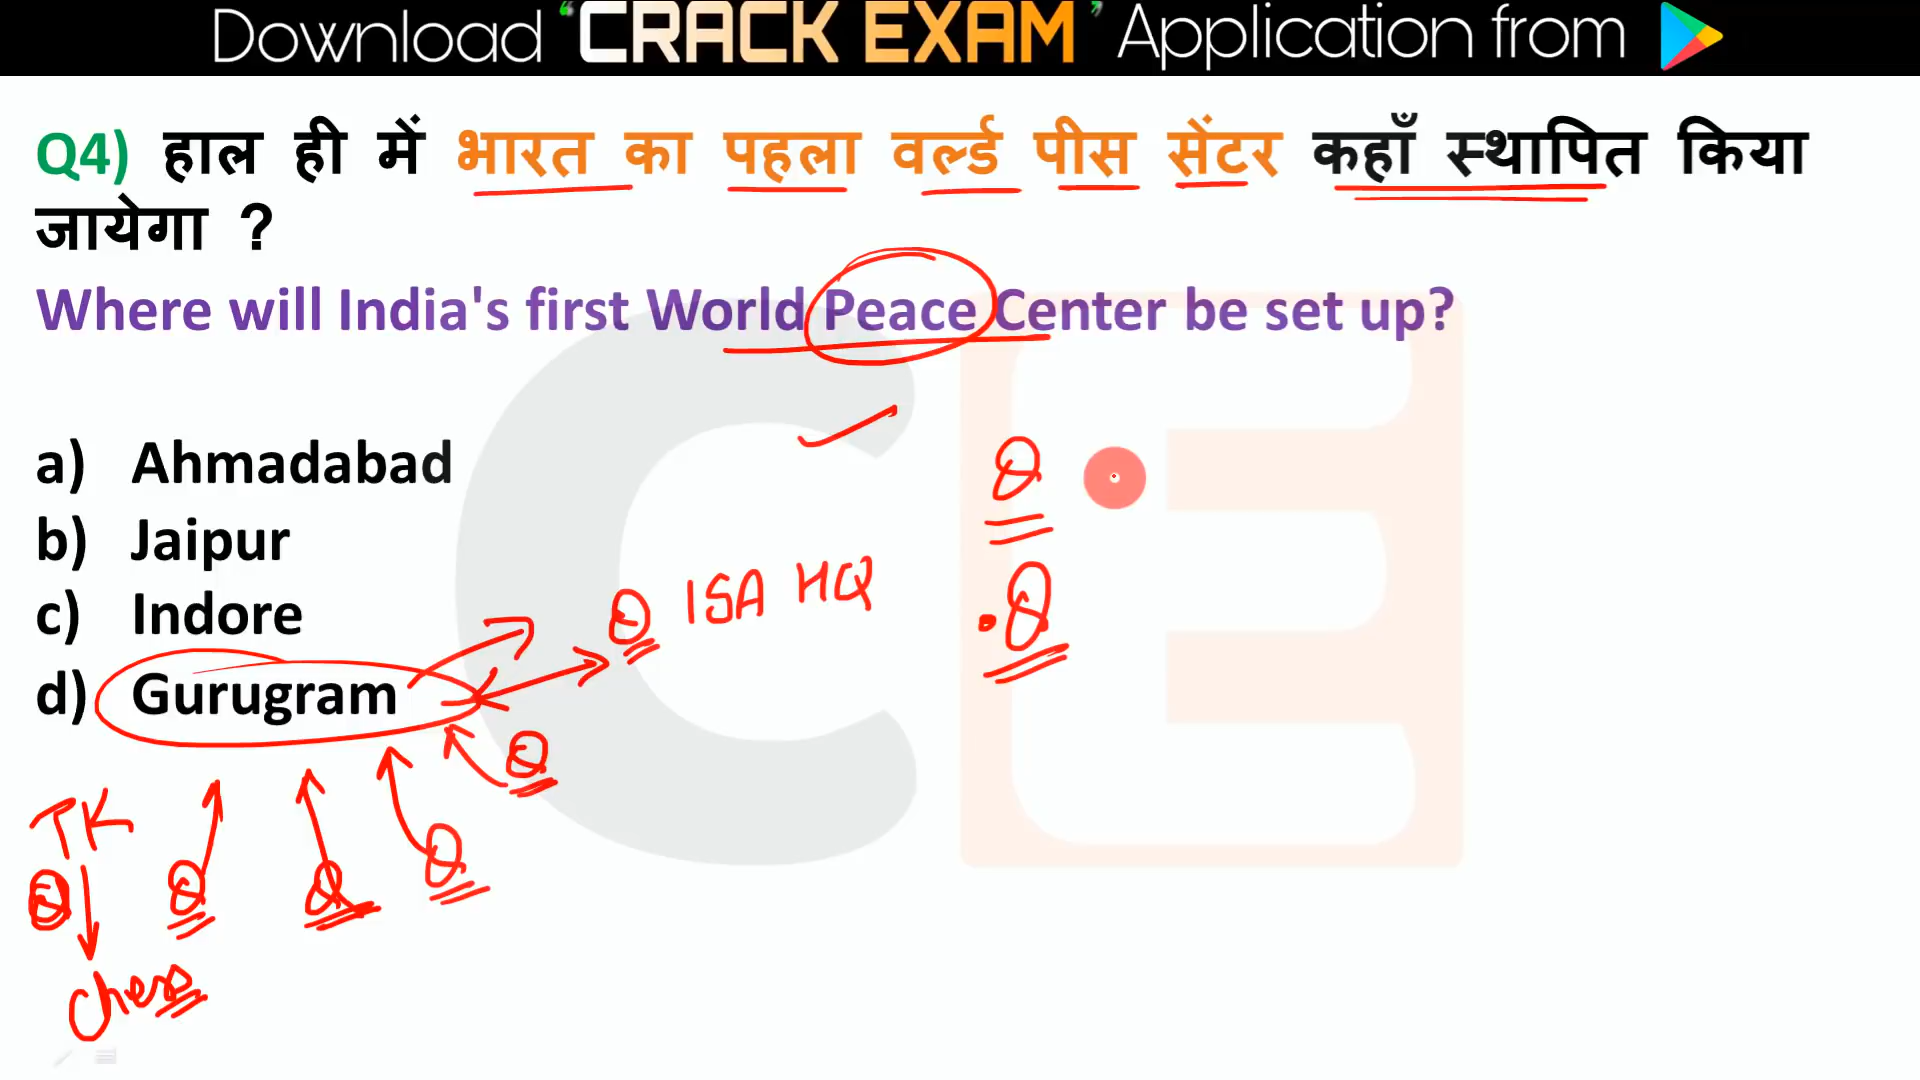 Download “CRACK EXAM” Application from
Q4) हाल ही में भारत का पहला वर्ल्ड पीस सेंटर कहाँ स्थापित किया
जायेगा ?
Where will India's first World Peace Center be set up?
a) Ahmadabad
b) Jaipur
c) Indore
d) Gurugram
Q ISA HQ
Q
Q
Q
TK
Q
Q
Q
Q
Chess
CE